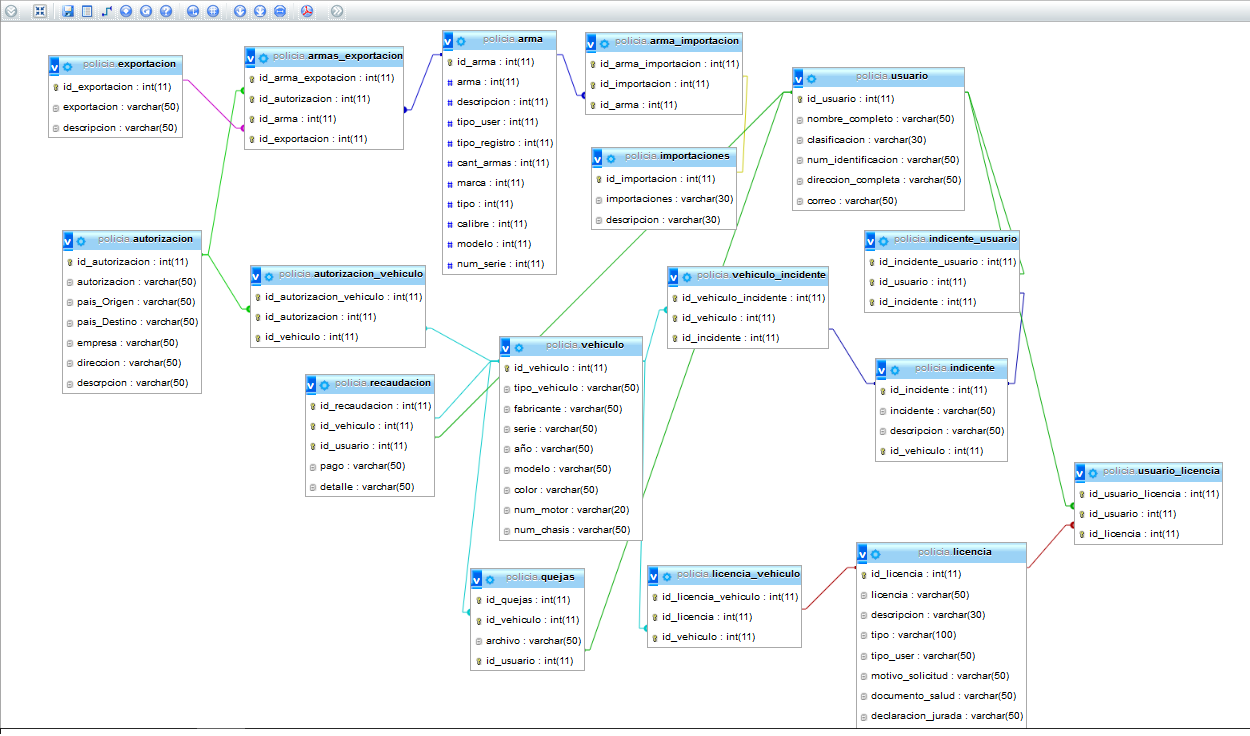 policia.exportacion
id_exportacion : int(11)
exportacion : varchar(50)
descripcion : varchar(50)
policia.armas_exportacion
id_arma_expotacion : int(11)
id_autorizacion : int(11)
id_arma : int(11)
id_exportacion : int(11)
policia.arma
id_arma : int(11)
arma : int(11)
descripcion : int(11)
tipo_user : int(11)
tipo_registro : int(11)
cant_armas : int(11)
marca : int(11)
tipo : int(11)
calibre : int(11)
modelo : int(11)
num_serie : int(11)
policia.arma_importacion
id_arma_importacion : int(11)
id_importacion : int(11)
id_arma : int(11)
policia.usuario
id_usuario : int(11)
nombre_completo : varchar(50)
clasificacion : varchar(30)
num_identificacion : varchar(50)
direccion_completa : varchar(50)
correo : varchar(50)
policia.importaciones
id_importacion : int(11)
importaciones : varchar(30)
descripcion : varchar(30)
policia.autorizacion
id_autorizacion : int(11)
autorizacion : varchar(50)
pais_Origen : varchar(50)
pais_Destino : varchar(50)
empresa : varchar(50)
direccion : varchar(50)
descrpcion : varchar(50)
policia.autorizacion_vehiculo
id_autorizacion_vehiculo : int(11)
id_autorizacion : int(11)
id_vehiculo : int(11)
policia.vehiculo_incidente
id_vehiculo_incidente : int(11)
id_vehiculo : int(11)
id_incidente : int(11)
policia.indicente_usuario
id_incidente_usuario : int(11)
id_usuario : int(11)
id_incidente : int(11)
policia.vehiculo
id_vehiculo : int(11)
tipo_vehiculo : varchar(50)
fabricante : varchar(50)
serie : varchar(50)
año : varchar(50)
modelo : varchar(50)
color : varchar(50)
num_motor : varchar(20)
num_chasis : varchar(50)
policia.recaudacion
id_recaudacion : int(11)
id_vehiculo : int(11)
id_usuario : int(11)
pago : varchar(50)
detalle : varchar(50)
policia.indicente
id_incidente : int(11)
incidente : varchar(50)
descripcion : varchar(50)
id_vehiculo : int(11)
policia.usuario_licencia
id_usuario_licencia : int(11)
id_usuario : int(11)
id_licencia : int(11)
policia.quejas
id_quejas : int(11)
id_vehiculo : int(11)
archivo : varchar(50)
id_usuario : int(11)
policia.licencia_vehiculo
id_licencia_vehiculo : int(11)
id_licencia : int(11)
id_vehiculo : int(11)
policia.licencia
id_licencia : int(11)
licencia : varchar(50)
descripcion : varchar(30)
tipo : varchar(100)
tipo_user : varchar(50)
motivo_solicitud : varchar(50)
documento_salud : varchar(50)
declaracion_jurada : varchar(50)